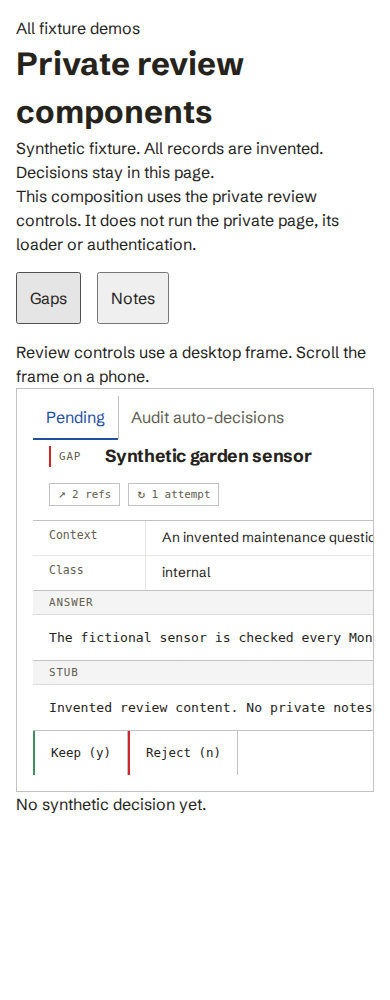 All fixture demos
Private review
components
Synthetic fixture. All records are invented.
Decisions stay in this page.
This composition uses the private review
controls. It does not run the private page, its
loader or authentication.
Gaps Notes
Review controls use a desktop frame. Scroll the
frame on a phone.
Pending Audit auto-decisions
GAP Synthetic garden sensor
↗ 2 refs ↻ 1 attempt
Context An invented maintenance
Class internal
ANSWER
The fictional sensor is checked every
STUB
Invented review content. No private notes
Keep (y) Reject (n)
No synthetic decision yet.